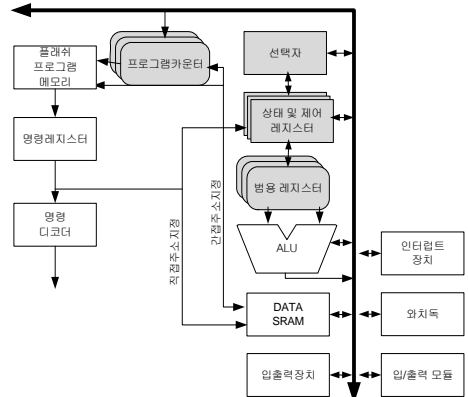 플래쉬
프로그램
메모리
프로그램카운터
선택자
명령레지스터
상태 및 제어
레지스터
범용 레지스터
명령
디코더
직접주소지정
간접주소지정
ALU
인터럽트
장치
DATA
SRAM
와치독
입출력장치
입/출력 모듈